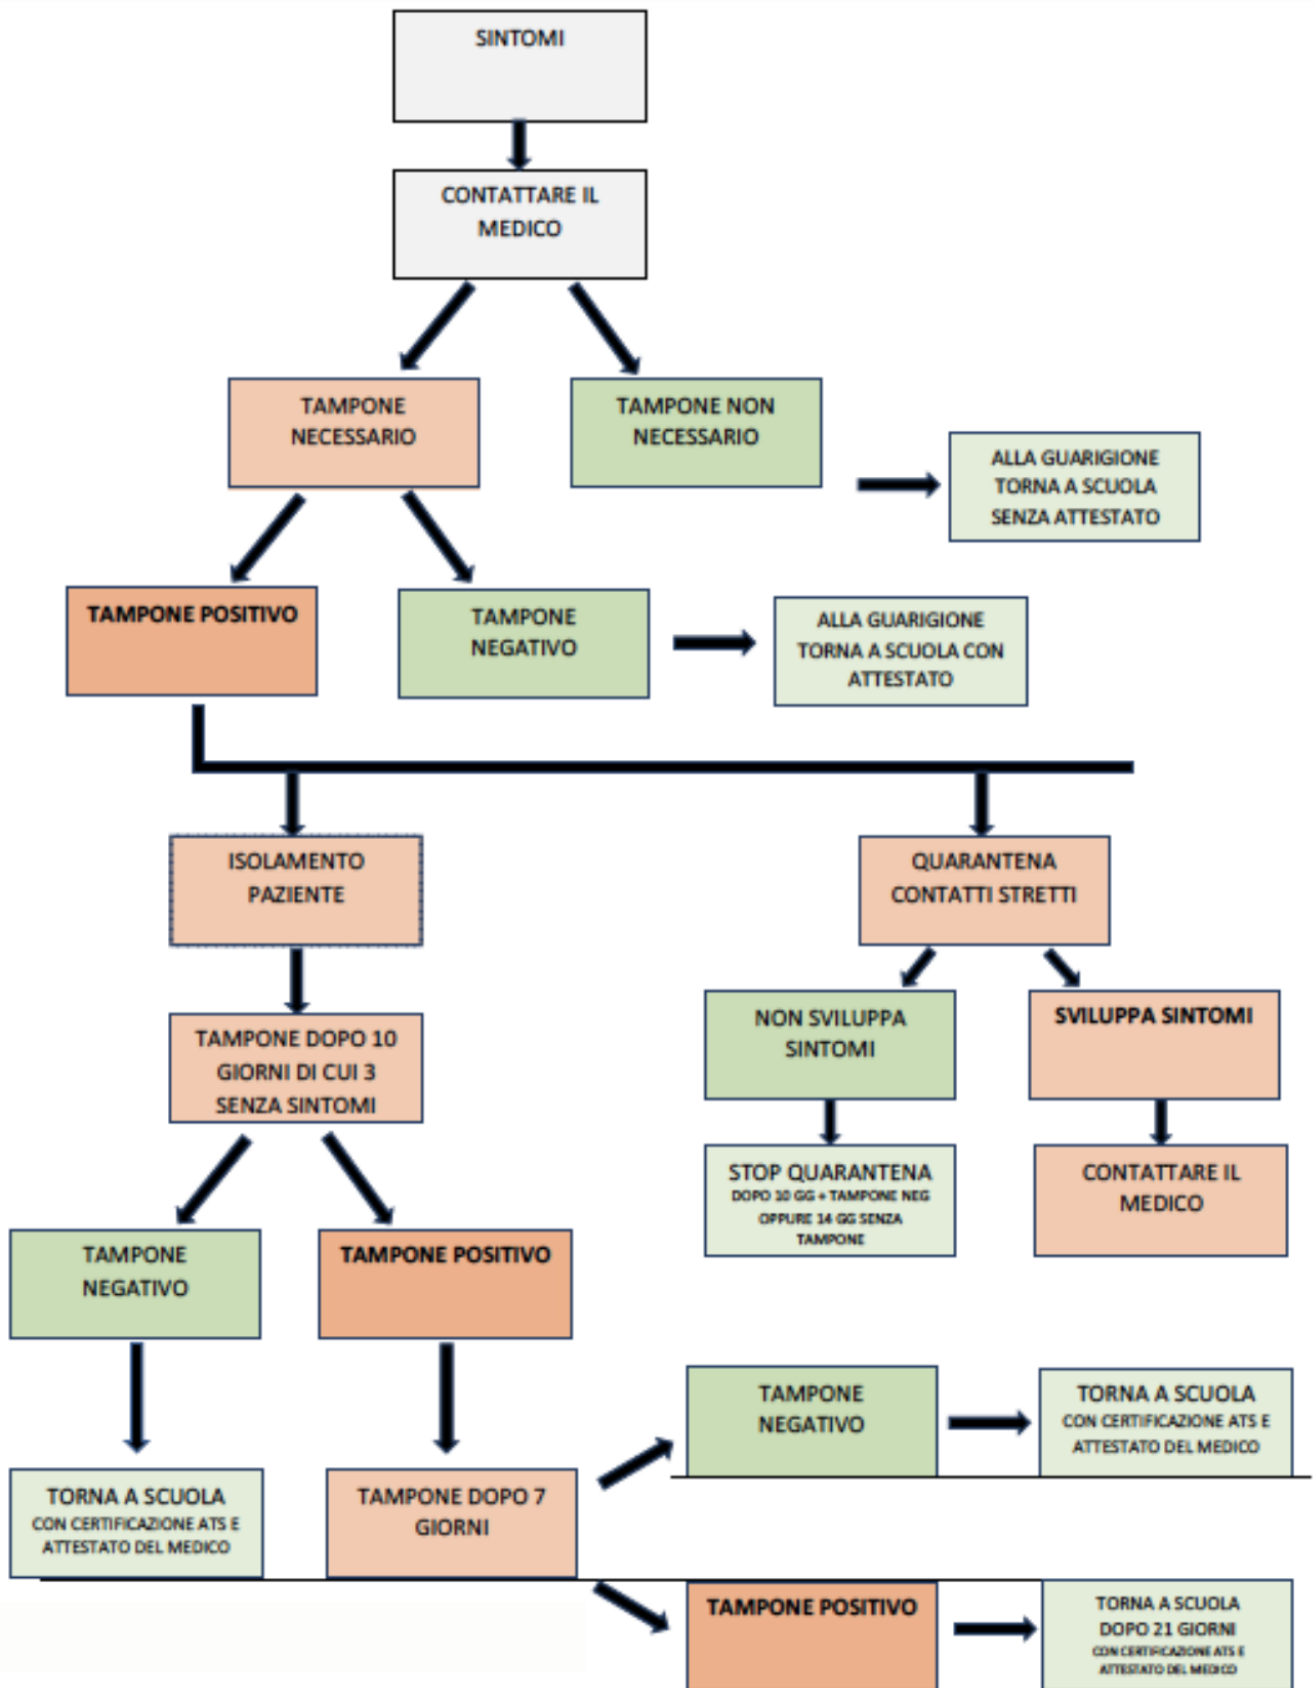 SINTOMI
CONTATTARE IL
MEDICO
TAMPONE
NECESSARIO
TAMPONE NON
NECESSARIO
ALLA GUARIGIONE
TORNA A SCUOLA
SENZA ATTESTATO
TAMPONE POSITIVO
TAMPONE
NEGATIVO
ALLA GUARIGIONE
TORNA A SCUOLA CON
ATTESTATO
ISOLAMENTO
PAZIENTE
QUARANTENA
CONTATTI STRETTI
TAMPONE DOPO 10
GIORNI DI CUI 3
SENZA SINTOMI
NON SVILUPPA
SINTOMI
SVILUPPA SINTOMI
STOP QUARANTENA
DOPO 10 GG + TAMPONE NEG
OPPURE 14 GG SENZA
TAMPONE
CONTATTARE IL
MEDICO
TAMPONE
NEGATIVO
TAMPONE POSITIVO
TORNA A SCUOLA
CON CERTIFICAZIONE ATS E
ATTESTATO DEL MEDICO
TAMPONE DOPO 7
GIORNI
TAMPONE
NEGATIVO
TORNA A SCUOLA
CON CERTIFICAZIONE ATS E
ATTESTATO DEL MEDICO
TAMPONE POSITIVO
TORNA A SCUOLA
DOPO 21 GIORNI
CON CERTIFICAZIONE ATS E
ATTESTATO DEL MEDICO